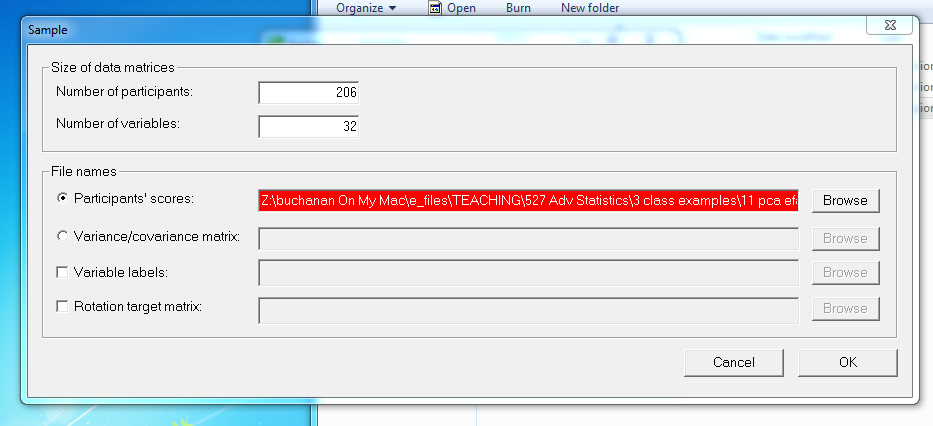 Organize Open Burn New folder
Sample
Size of data matrices
Number of participants: 206
Number of variables: 32
File names
Participants' scores: Z:\buchanan On My Mac\e_files\TEACHING\527 Adv Statistics\3 class examples\11 pca efa Browse
Variance/covariance matrix: Browse
Variable labels: Browse
Rotation target matrix: Browse
Cancel OK